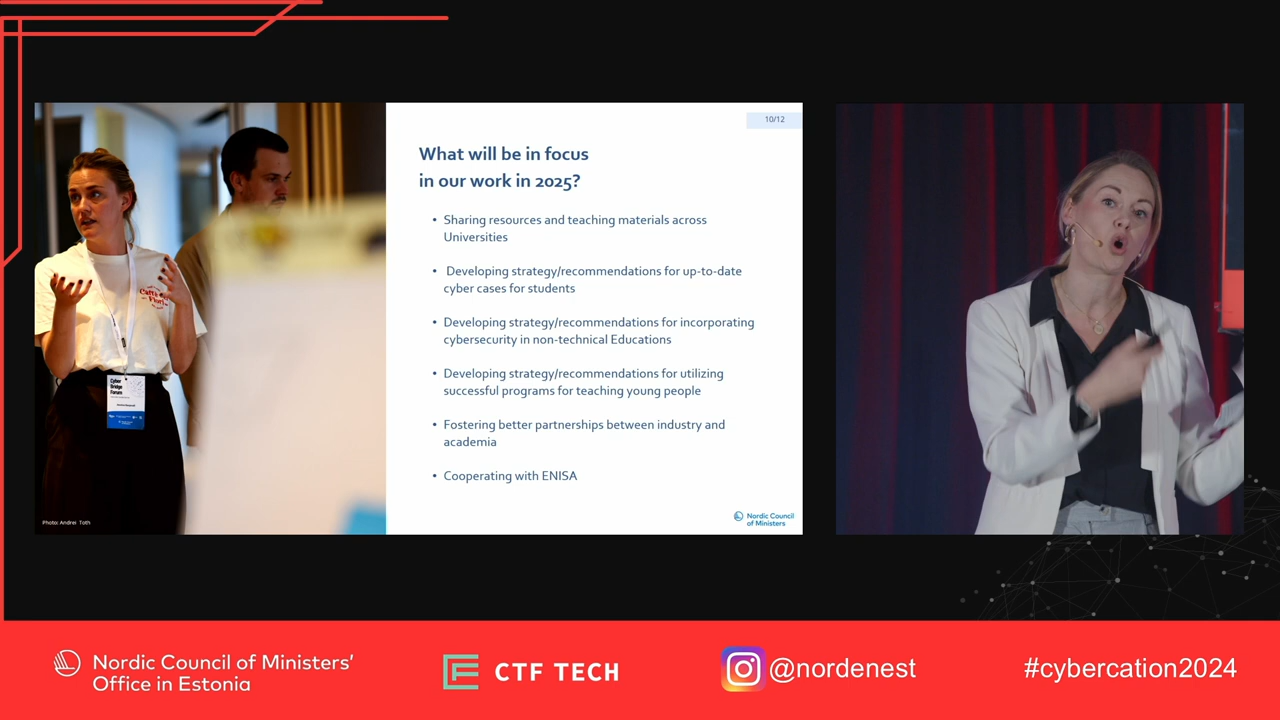 10/12
What will be in focus
in our work in 2025?
• Sharing resources and teaching materials across
Universities
• Developing strategy/recommendations for up-to-date
cyber cases for students
• Developing strategy/recommendations for incorporating
cybersecurity in non-technical Educations
• Developing strategy/recommendations for utilizing
successful programs for teaching young people
• Fostering better partnerships between industry and
academia
• Cooperating with ENISA
Nordic Council
of Ministers
Cyber
Bridge
Forum
Photo: Andrei Toth
Nordic Council of Ministers'
Office in Estonia
CTF TECH
@nordenest
#cybercation2024